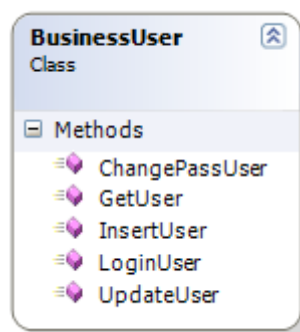 BusinessUser
Class
Methods
ChangePassUser
GetUser
InsertUser
LoginUser
UpdateUser